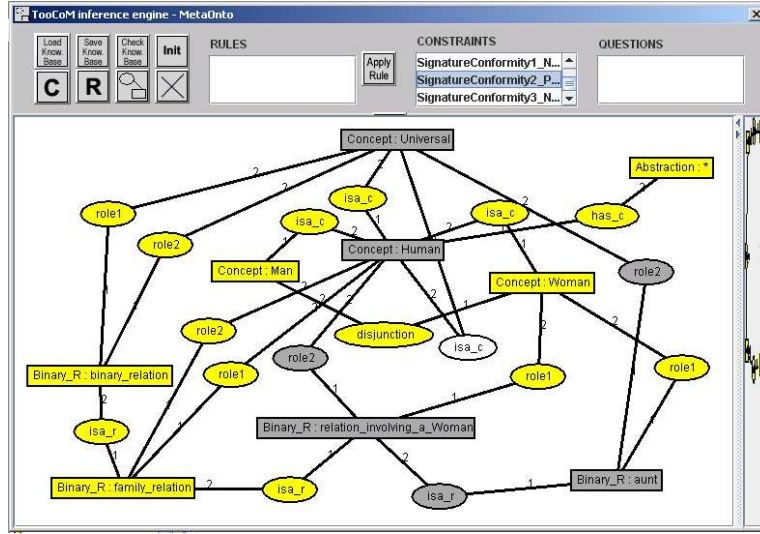 TooCoM inference engine - MetaOnto
Load Know. Base
Save Know. Base
Check Know. Base
Init
C
R
RULES
Apply Rule
CONSTRAINTS
SignatureConformity1_N...
SignatureConformity2_P...
SignatureConformity3_N...
QUESTIONS
Concept : Universal
Abstraction : *
isa_c
role1
isa_c
isa_c
has_c
role2
Concept : Human
Concept : Man
role2
Concept : Woman
role2
disjunction
isa_c
role2
role1
role1
role1
Binary_R : binary_relation
isa_r
Binary_R : relation_involving_a_Woman
Binary_R : family_relation
isa_r
isa_r
Binary_R : aunt